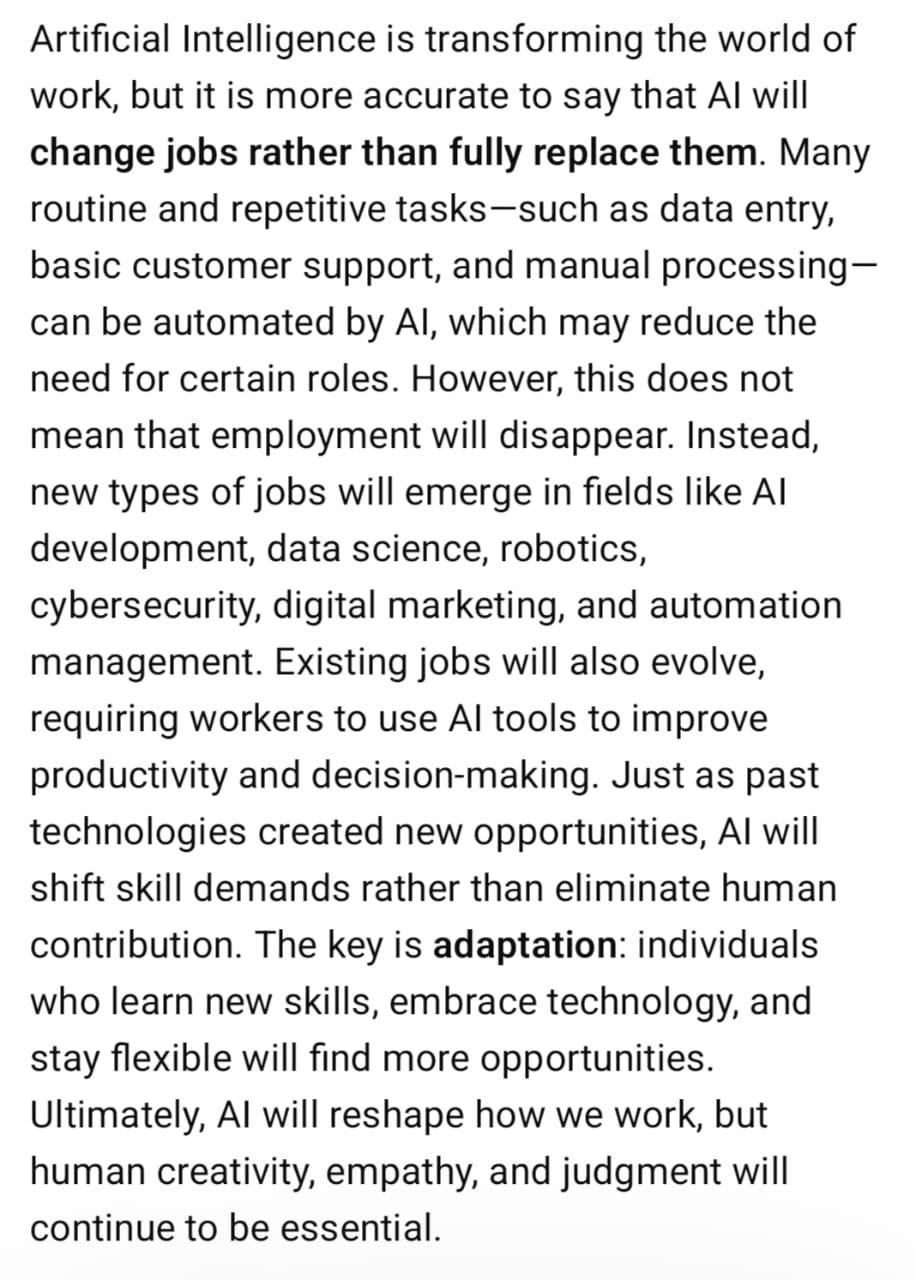 Artificial Intelligence is transforming the world of
work, but it is more accurate to say that AI will
change jobs rather than fully replace them. Many
routine and repetitive tasks—such as data entry,
basic customer support, and manual processing—
can be automated by AI, which may reduce the
need for certain roles. However, this does not
mean that employment will disappear. Instead,
new types of jobs will emerge in fields like AI
development, data science, robotics,
cybersecurity, digital marketing, and automation
management. Existing jobs will also evolve,
requiring workers to use AI tools to improve
productivity and decision-making. Just as past
technologies created new opportunities, AI will
shift skill demands rather than eliminate human
contribution. The key is adaptation: individuals
who learn new skills, embrace technology, and
stay flexible will find more opportunities.
Ultimately, AI will reshape how we work, but
human creativity, empathy, and judgment will
continue to be essential.